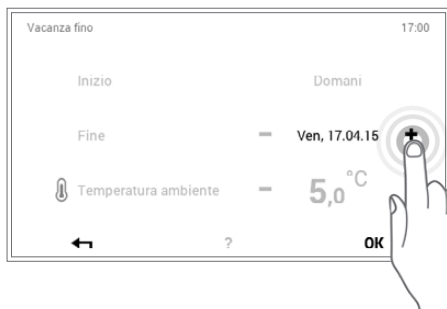 Vacanza fino 17:00
Inizio Domani
Fine − Ven, 17.04.15 +
Temperatura ambiente − 5,0 °C
? OK